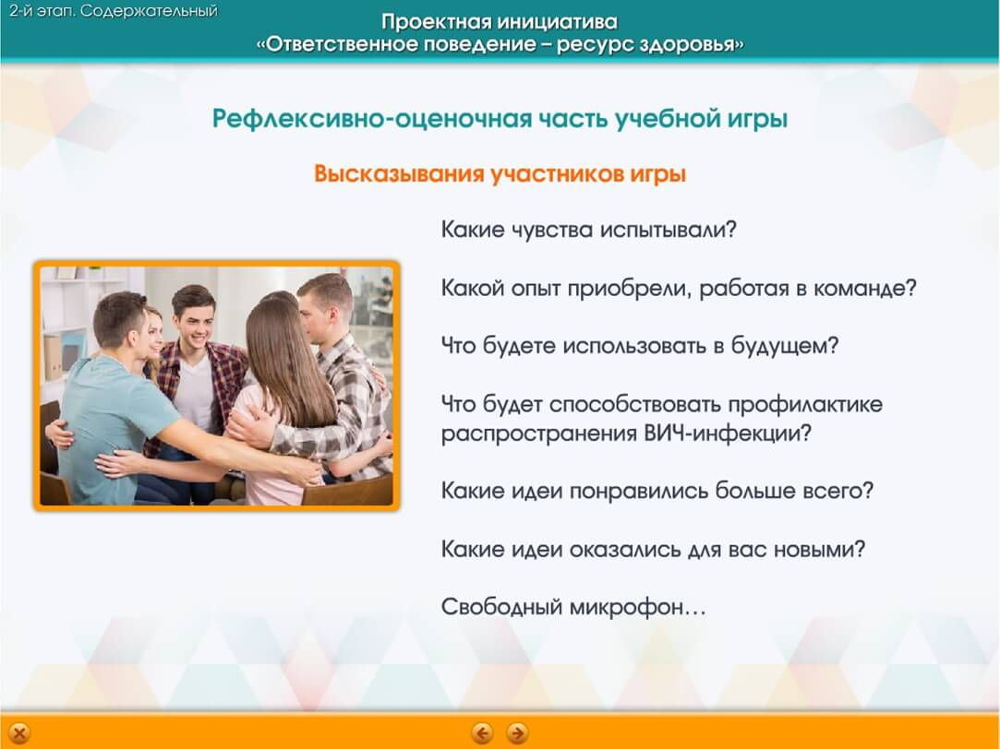 2-й этап. Содержательный
Проектная инициатива
«Ответственное поведение – ресурс здоровья»
Рефлексивно-оценочная часть учебной игры
Высказывания участников игры
Какие чувства испытывали?
Какой опыт приобрели, работая в команде?
Что будете использовать в будущем?
Что будет способствовать профилактике
распространения ВИЧ-инфекции?
Какие идеи понравились больше всего?
Какие идеи оказались для вас новыми?
Свободный микрофон...